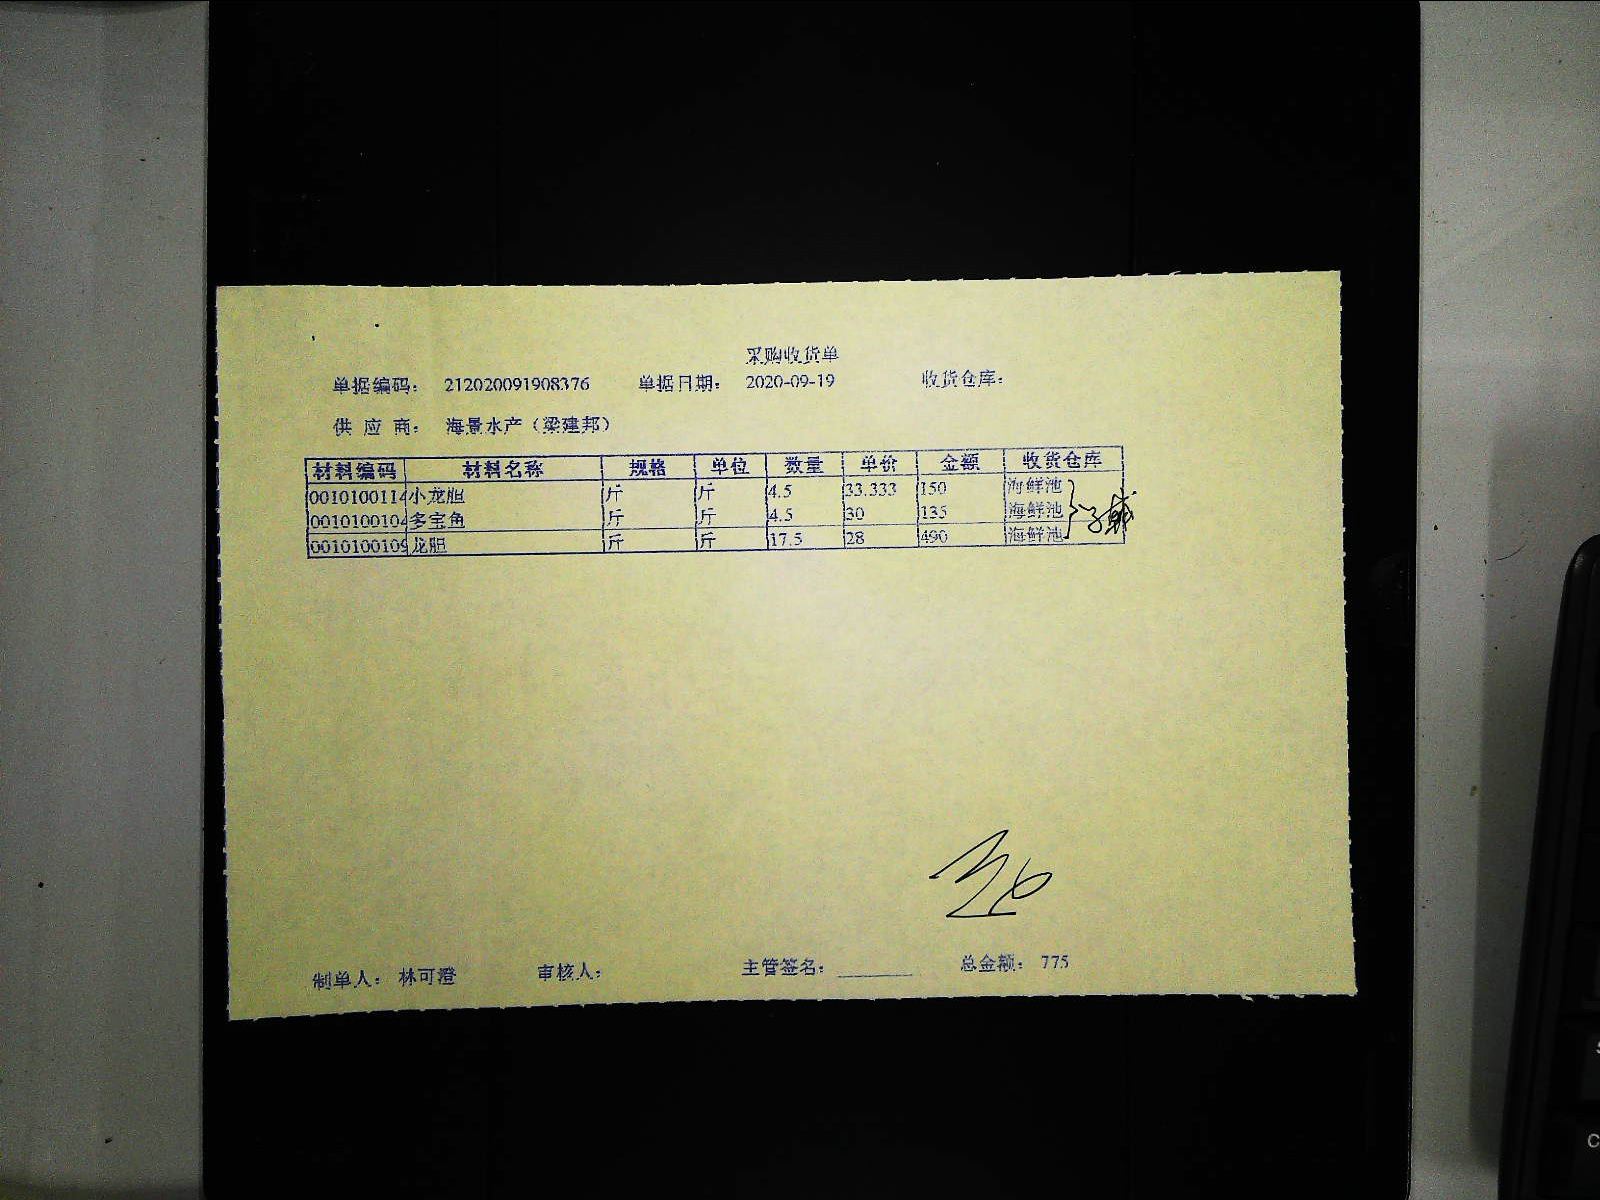 采购收货单
单据编码： 212020091908376 单据日期： 2020-09-19 收货仓库：
供 应 商： 海景水产（梁建邦）
材料编码 材料名称 规格 单位 数量 单价 金额 收货仓库
0010100114 小龙胆 斤 斤 4.5 33.333 150 海鲜池
0010100104 多宝鱼 斤 斤 4.5 30 135 海鲜池
0010100109 龙胆 斤 斤 17.5 28 490 海鲜池
制单人： 林可澄 审核人： 主管签名： 总金额： 775